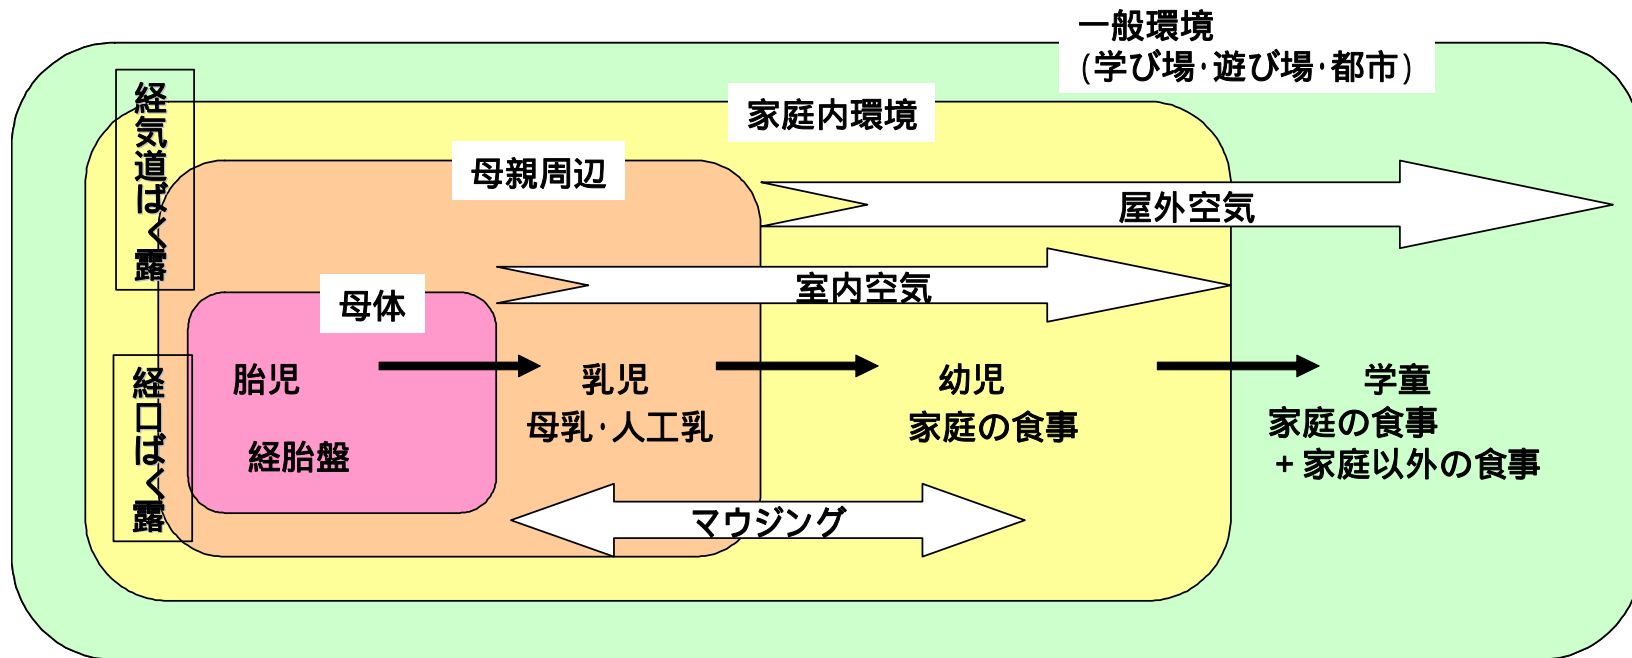 一般環境
(学び場･遊び場･都市)
家庭内環境
母親周辺
母体
経気道ばく露
屋外空気
室内空気
経口ばく露
胎児
経胎盤
乳児
母乳･人工乳
幼児
家庭の食事
学童
家庭の食事
+ 家庭以外の食事
マウジング